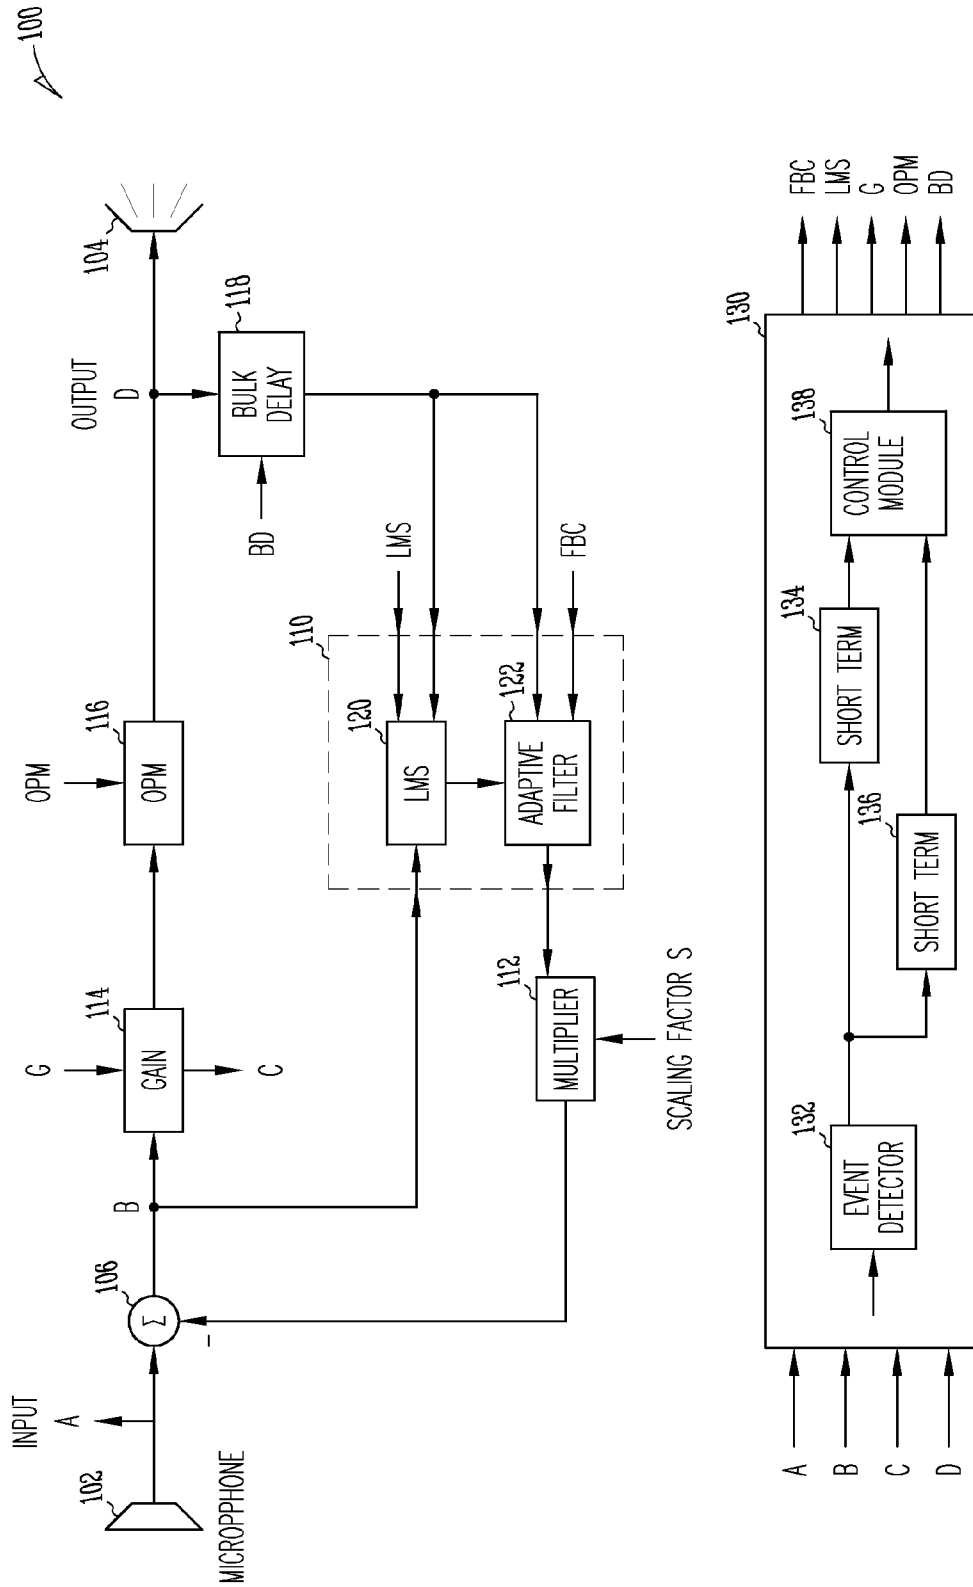 100
INPUT
A
102
MICROPPHONE
106
Σ
–
B
G
114
GAIN
C
OPM
116
OPM
OUTPUT
D
104
118
BULK
DELAY
BD
LMS
FBC
110
120
LMS
122
ADAPTIVE
FILTER
112
MULTIPLIER
SCALING FACTOR S
130
A
B
C
D
132
EVENT
DETECTOR
134
SHORT TERM
136
SHORT TERM
138
CONTROL
MODULE
FBC
LMS
G
OPM
BD